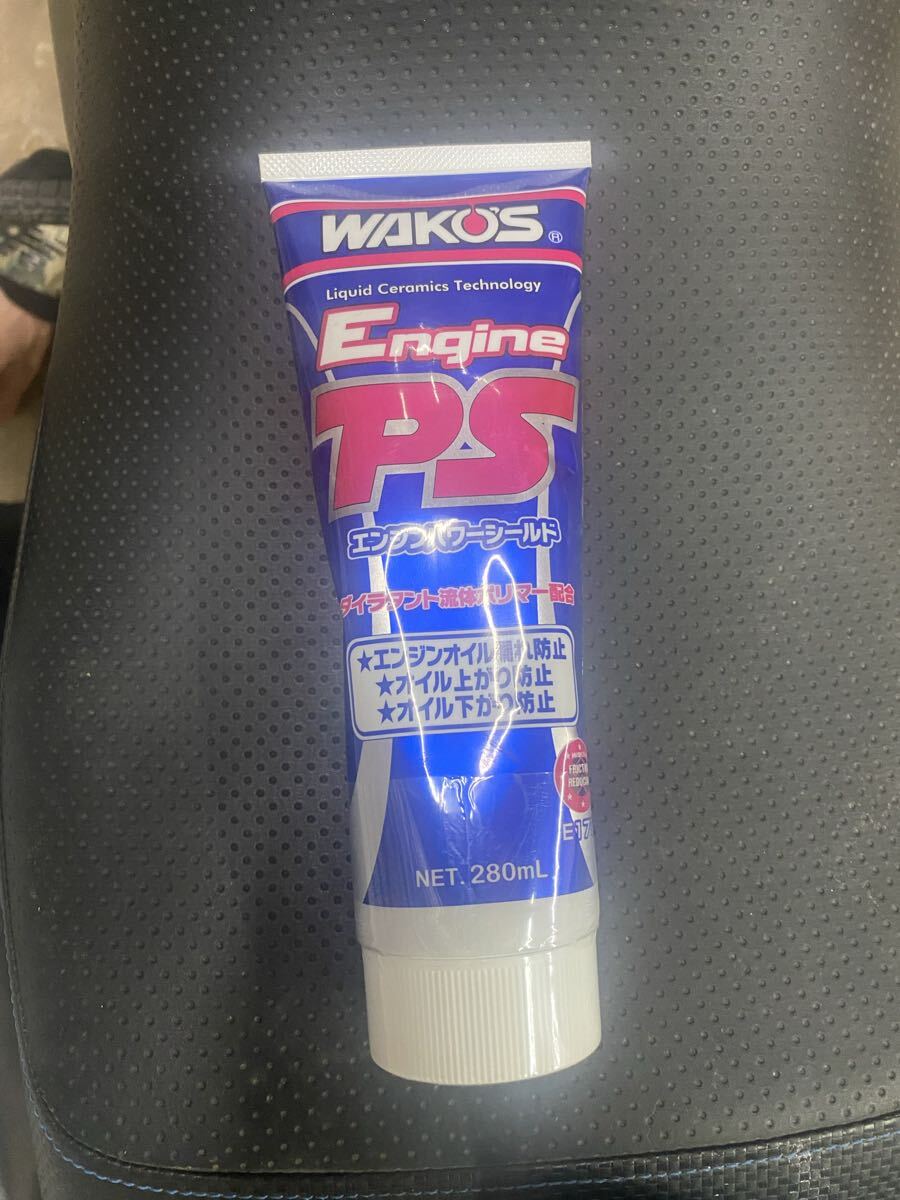 WAKO'S ®
Liquid Ceramics Technology
Engine
PS
エンジンパワーシールド
ダイラタント流体ポリマー配合
★エンジンオイル漏れ防止
★オイル上がり防止
★オイル下がり防止
FRICTI
REDUCI
E17
NET. 280mL